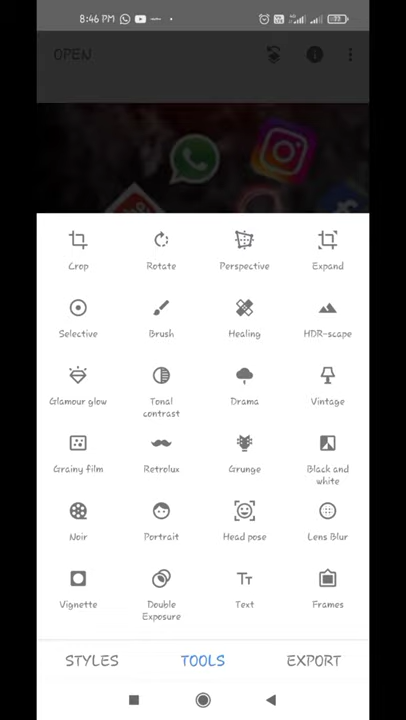 8:46 PM
OPEN
Crop Rotate Perspective Expand
Selective Brush Healing HDR-scape
Glamour glow Tonal contrast Drama Vintage
Grainy film Retrolux Grunge Black and white
Noir Portrait Head pose Lens Blur
Vignette Double Exposure Text Frames
STYLES TOOLS EXPORT